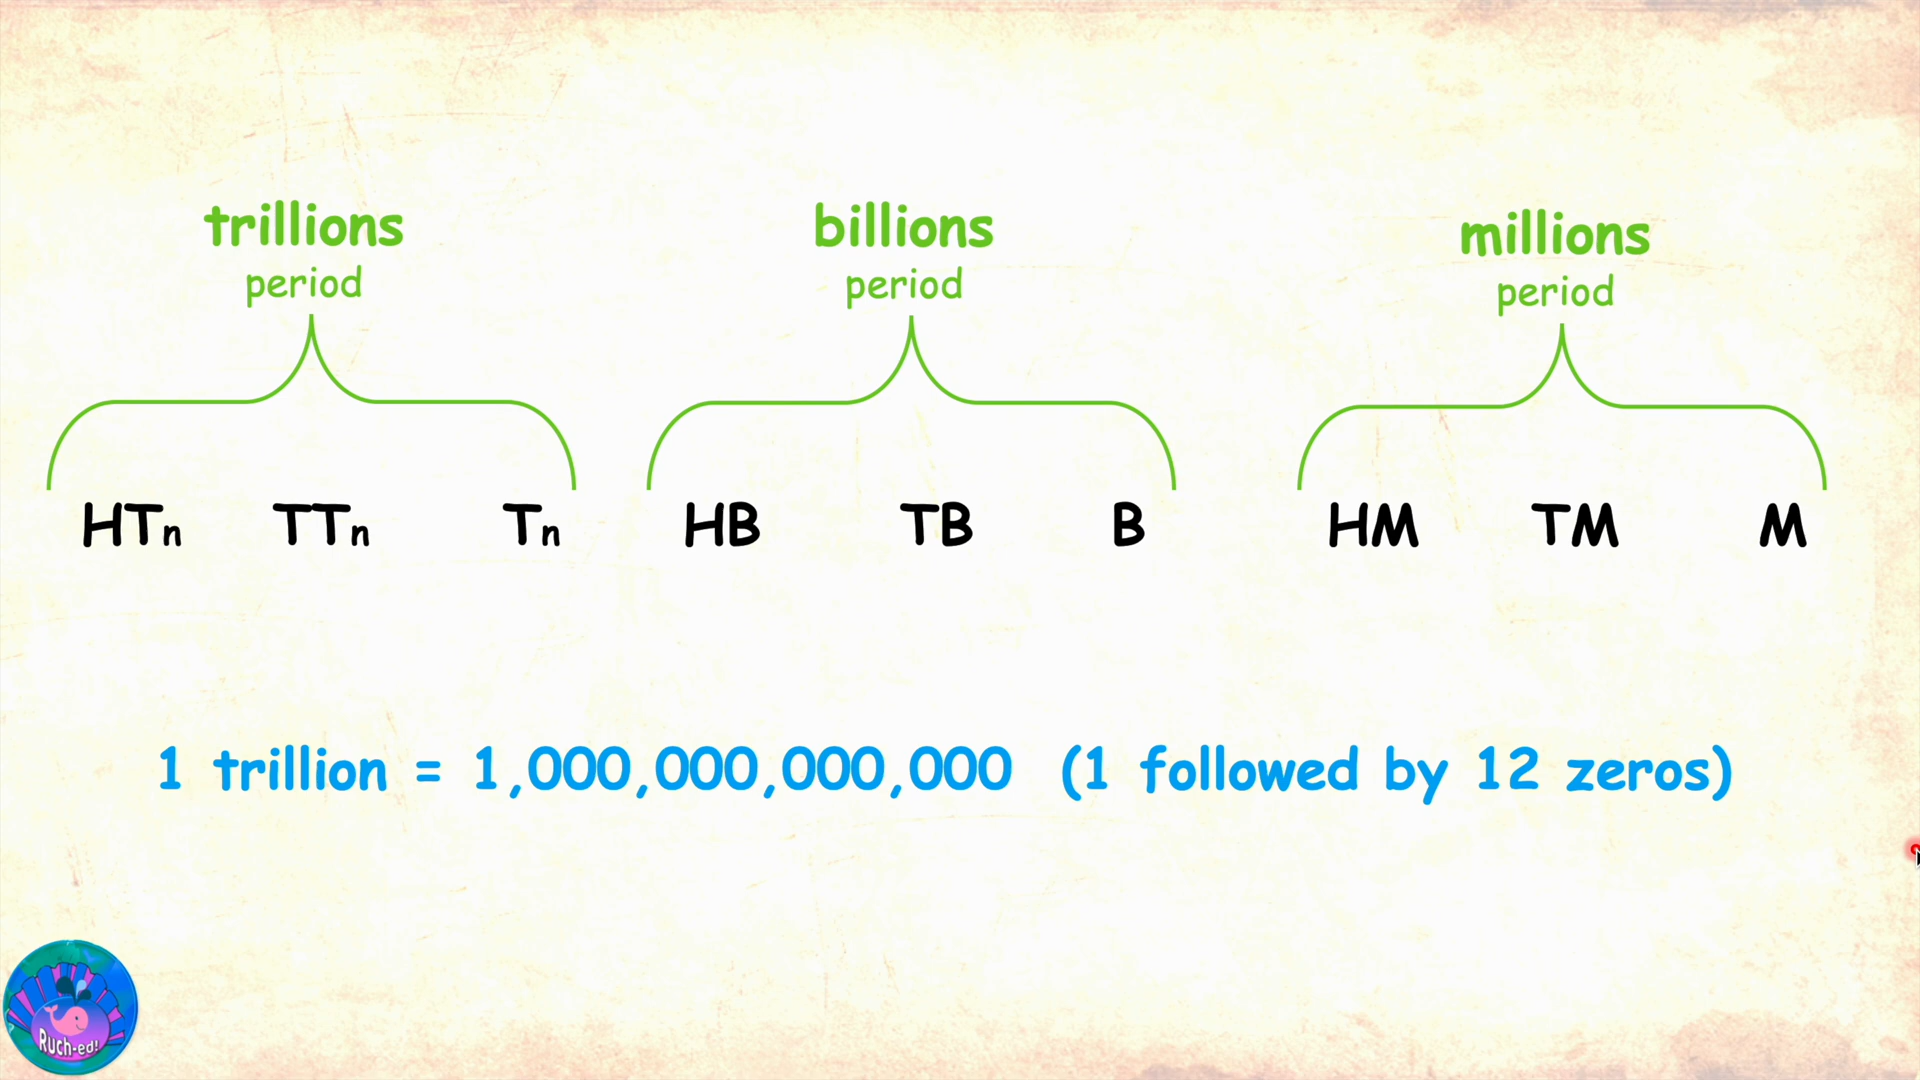 trillions
period
billions
period
millions
period
HTn TTn Tn HB TB B HM TM M
1 trillion = 1,000,000,000,000 (1 followed by 12 zeros)
Ruch-ed!